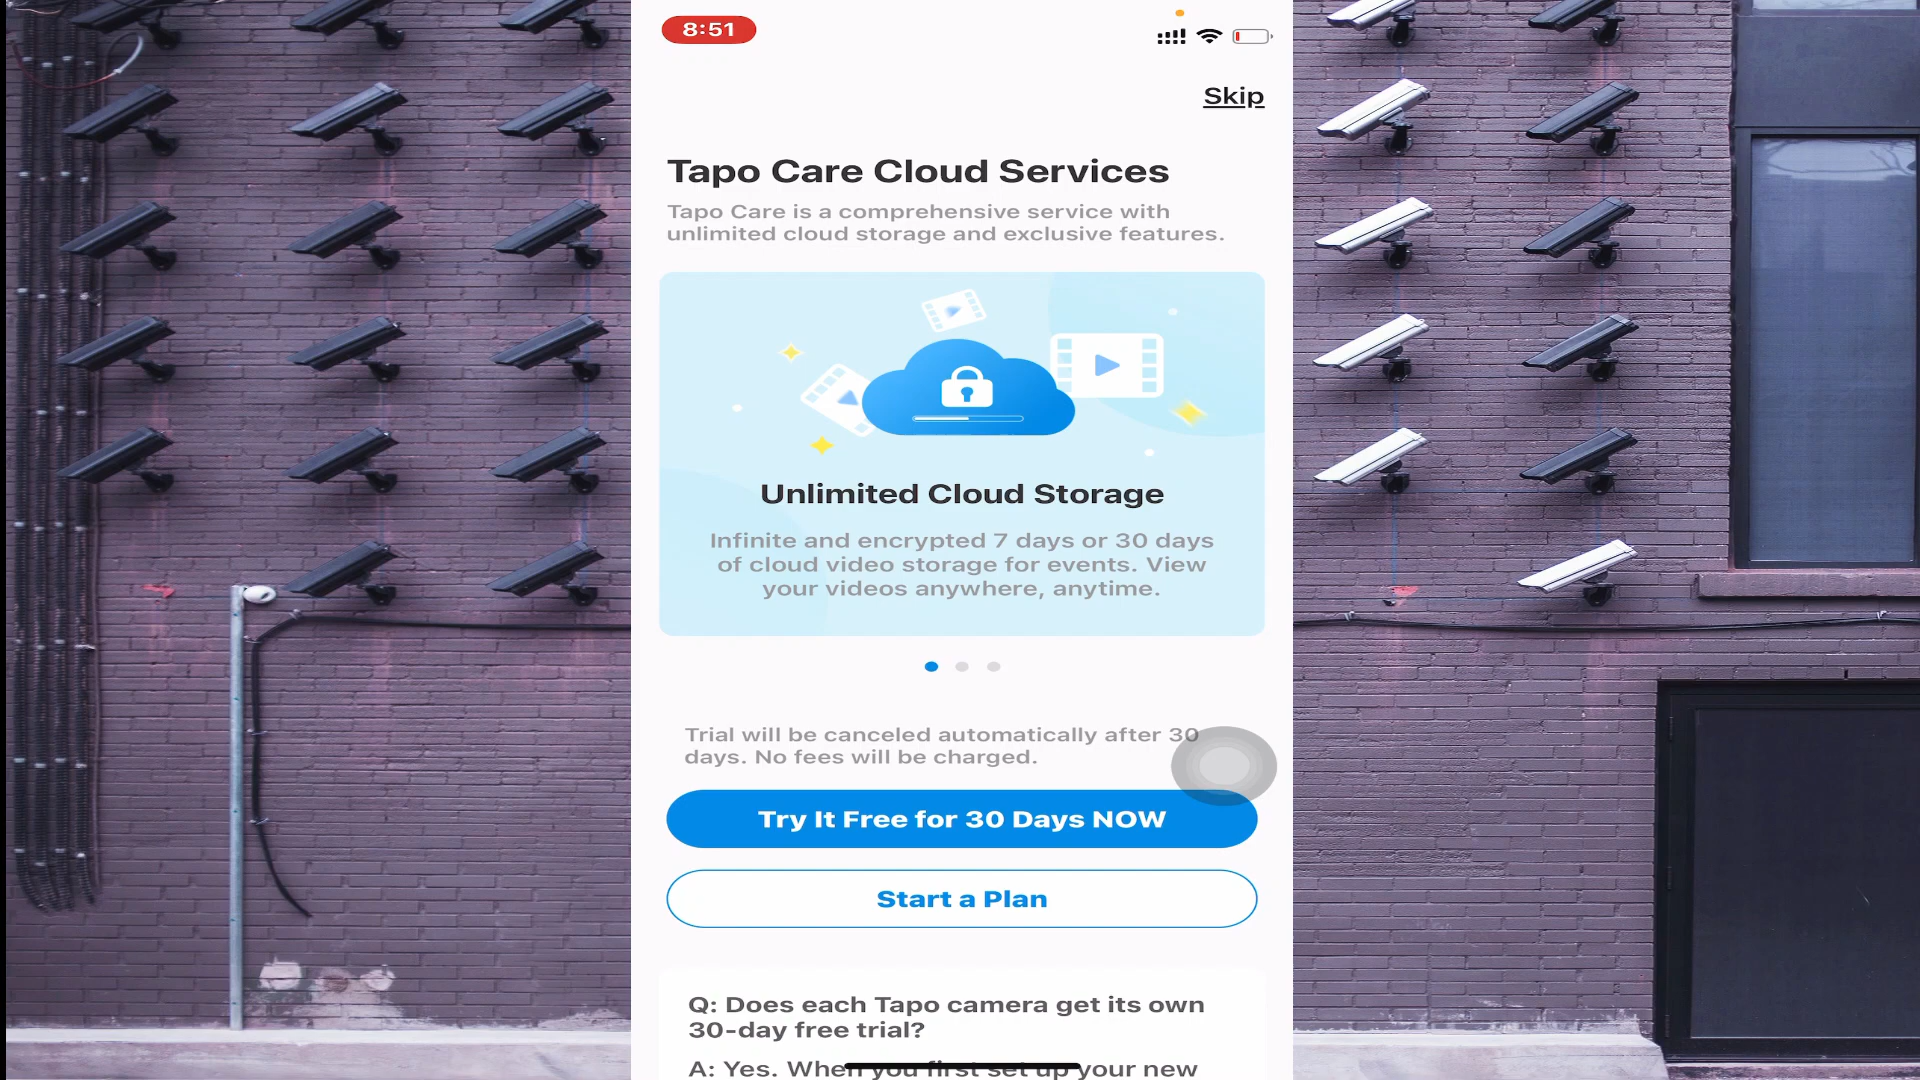 8:51
Skip
Tapo Care Cloud Services
Tapo Care is a comprehensive service with
unlimited cloud storage and exclusive features.
Unlimited Cloud Storage
Infinite and encrypted 7 days or 30 days
of cloud video storage for events. View
your videos anywhere, anytime.
Trial will be canceled automatically after 30
days. No fees will be charged.
Try It Free for 30 Days NOW
Start a Plan
Q: Does each Tapo camera get its own
30-day free trial?
A: Yes. When you first set up your new